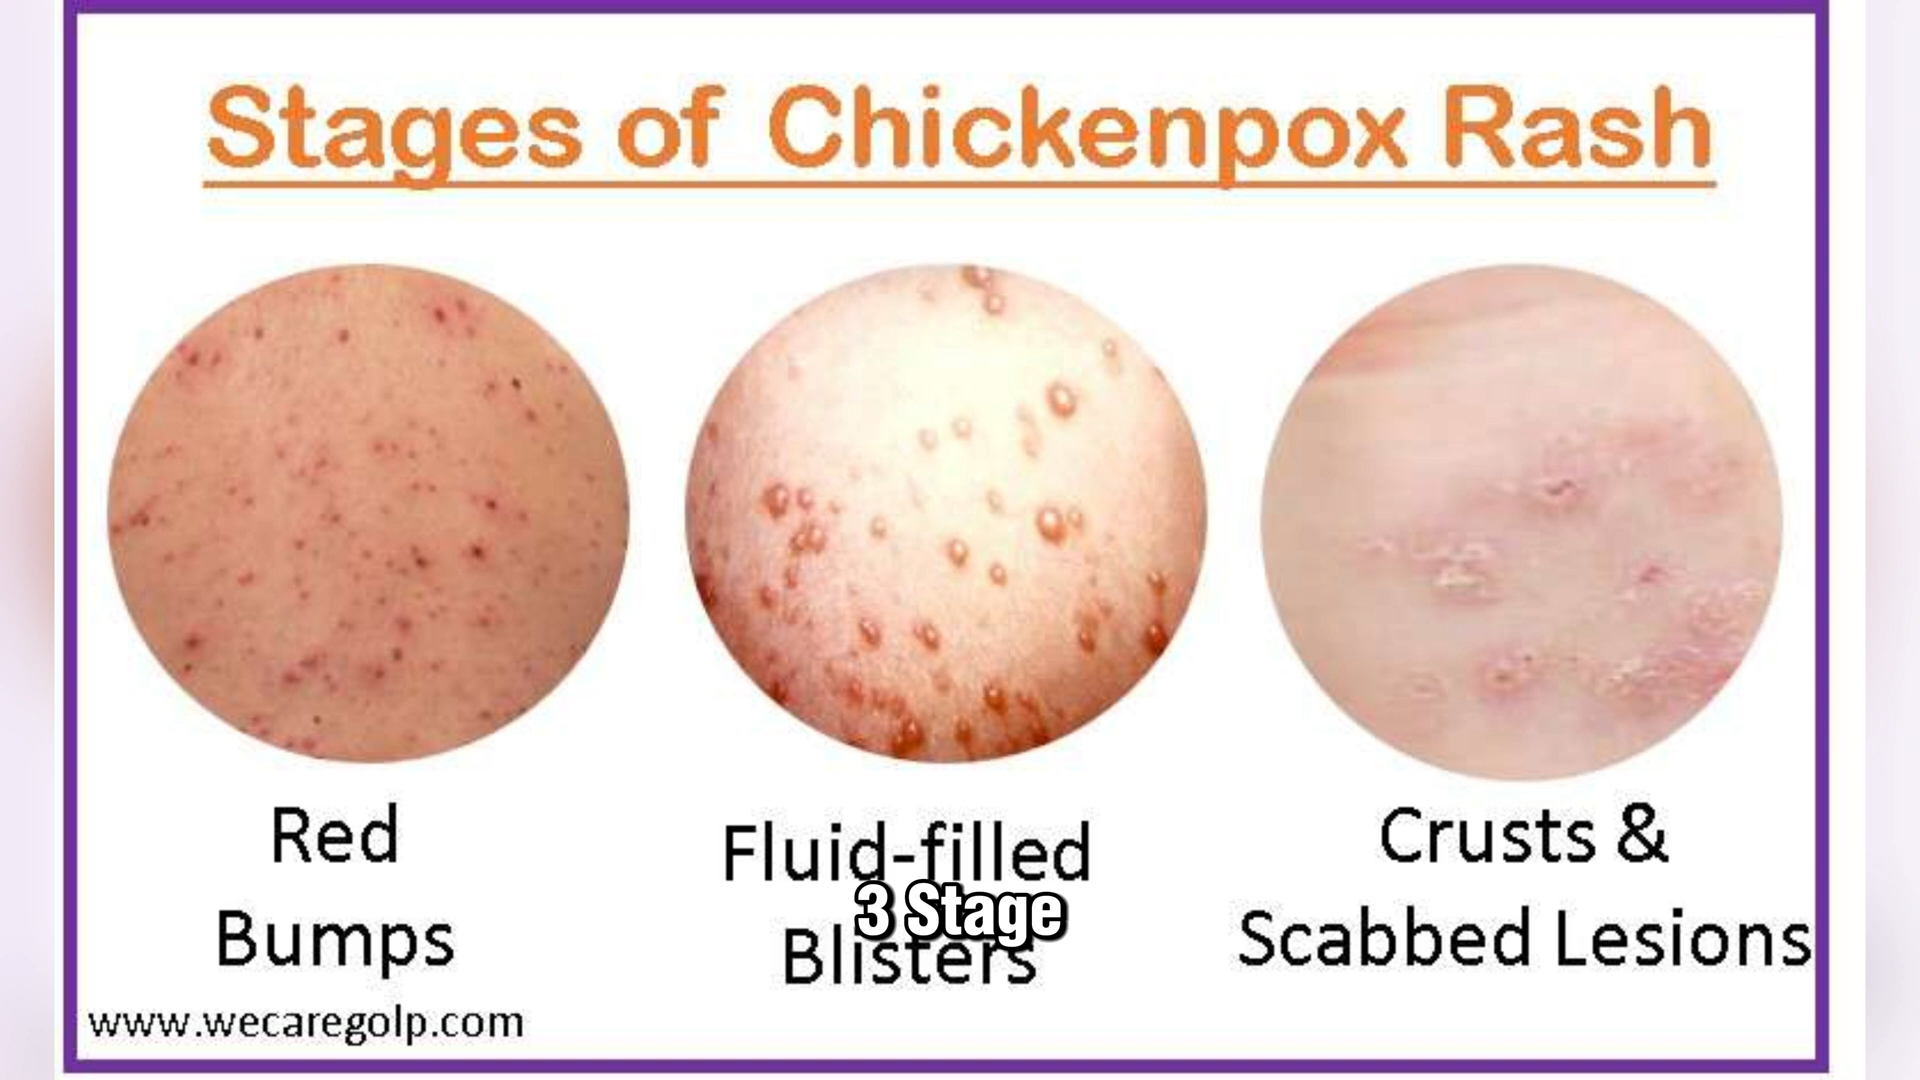 Stages of Chickenpox Rash
Red
Bumps
Fluid-filled
Blisters
3 Stage
Crusts &
Scabbed Lesions
www.wecaregolp.com